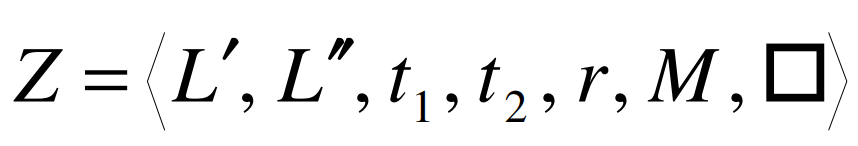 Z = ⟨L′, L″, t₁, t₂, r, M, □⟩